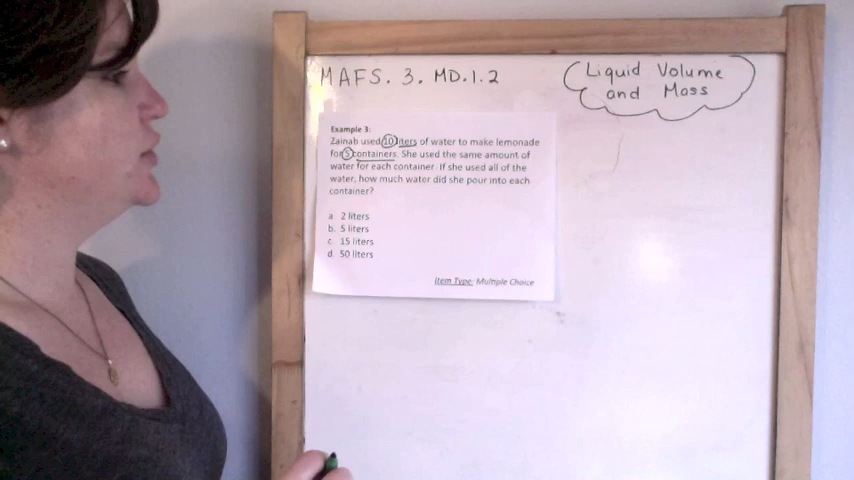 MAFS.3.MD.1.2
Liquid Volume
and Mass
Example 3:
Zainab used 10 liters of water to make lemonade
for 5 containers. She used the same amount of
water for each container. If she used all of the
water, how much water did she pour into each
container?
a. 2 liters
b. 5 liters
c. 15 liters
d. 50 liters
Item Type: Multiple Choice